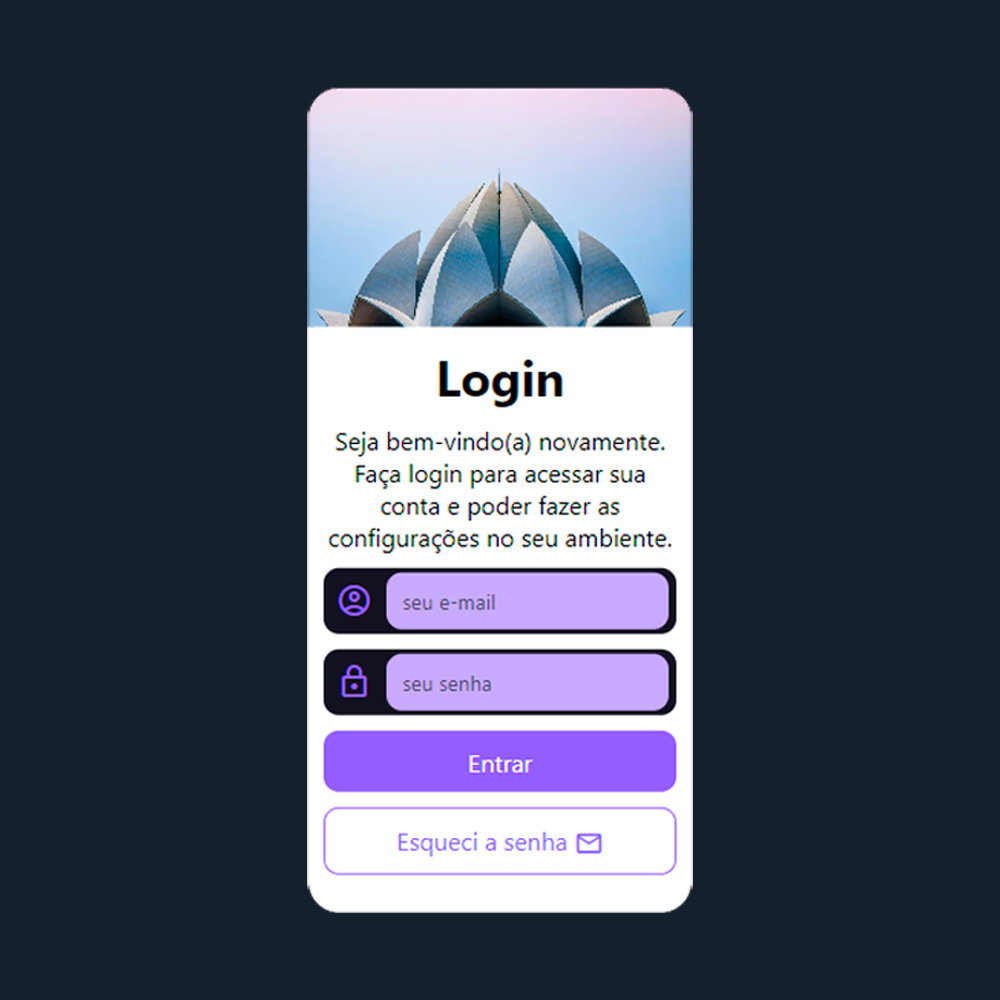 Login
Seja bem-vindo(a) novamente.
Faça login para acessar sua
conta e poder fazer as
configurações no seu ambiente.
seu e-mail
seu senha
Entrar
Esqueci a senha